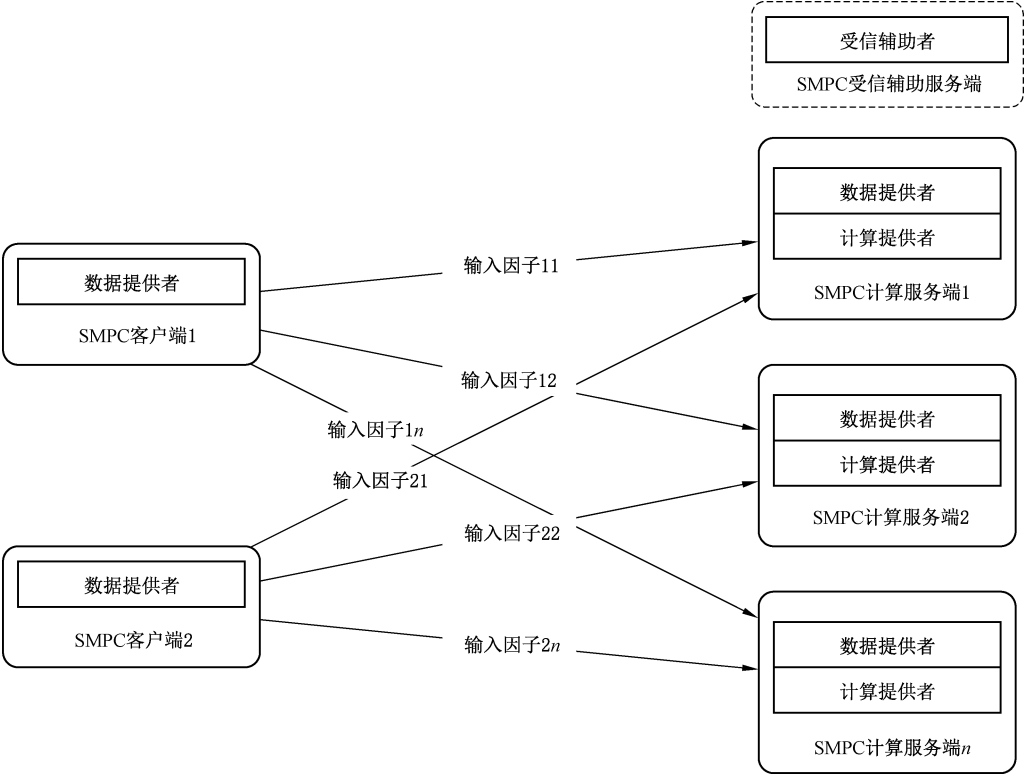 受信辅助者
SMPC受信辅助服务端
数据提供者
计算提供者
SMPC计算服务端1
数据提供者
SMPC客户端1
输入因子11
输入因子12
输入因子1n
输入因子21
数据提供者
计算提供者
SMPC计算服务端2
输入因子22
数据提供者
SMPC客户端2
输入因子2n
数据提供者
计算提供者
SMPC计算服务端n